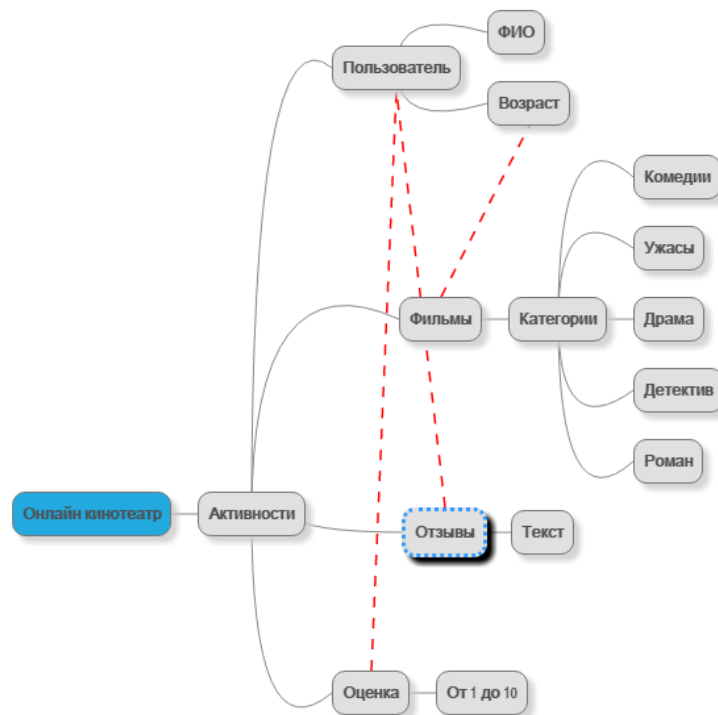 ФИО
Пользователь
Возраст
Комедии
Ужасы
Фильмы
Категории
Драма
Детектив
Роман
Онлайн кинотеатр
Активности
Отзывы
Текст
Оценка
От 1 до 10